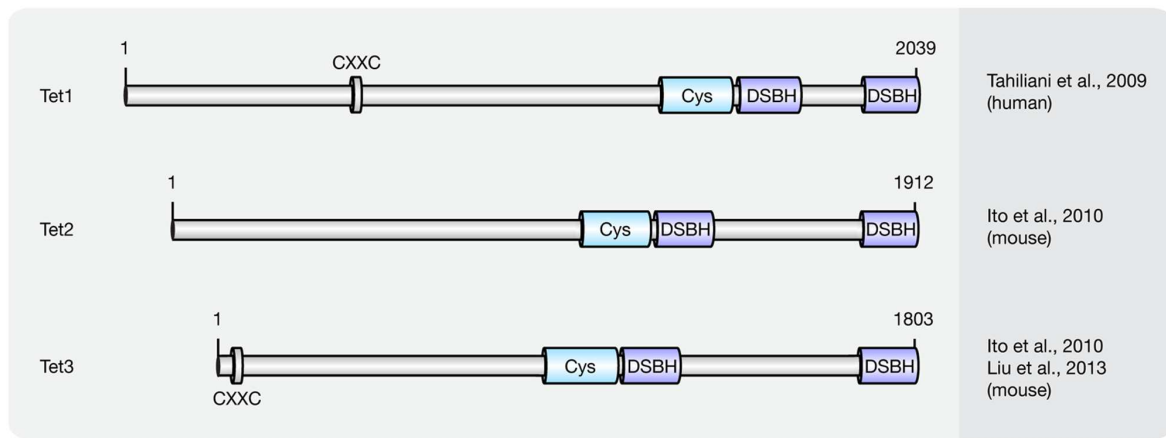 1
2039
CXXC
Tet1
Cys
DSBH
DSBH
Tahiliani et al., 2009
(human)
1
1912
Tet2
Cys
DSBH
DSBH
Ito et al., 2010
(mouse)
1
1803
Tet3
Cys
DSBH
DSBH
CXXC
Ito et al., 2010
Liu et al., 2013
(mouse)